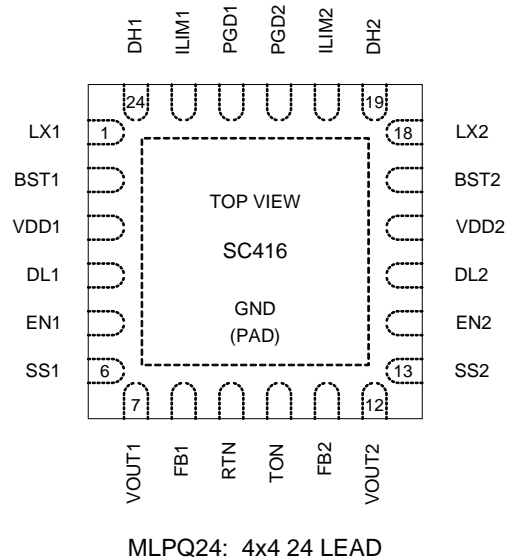 DH1
ILIM1
PGD1
PGD2
ILIM2
DH2
24
19
LX1
1
18
LX2
BST1
BST2
TOP VIEW
VDD1
VDD2
SC416
DL1
DL2
GND
EN1
EN2
(PAD)
SS1
6
13
SS2
7
12
VOUT1
FB1
RTN
TON
FB2
VOUT2
MLPQ24: 4x4 24 LEAD